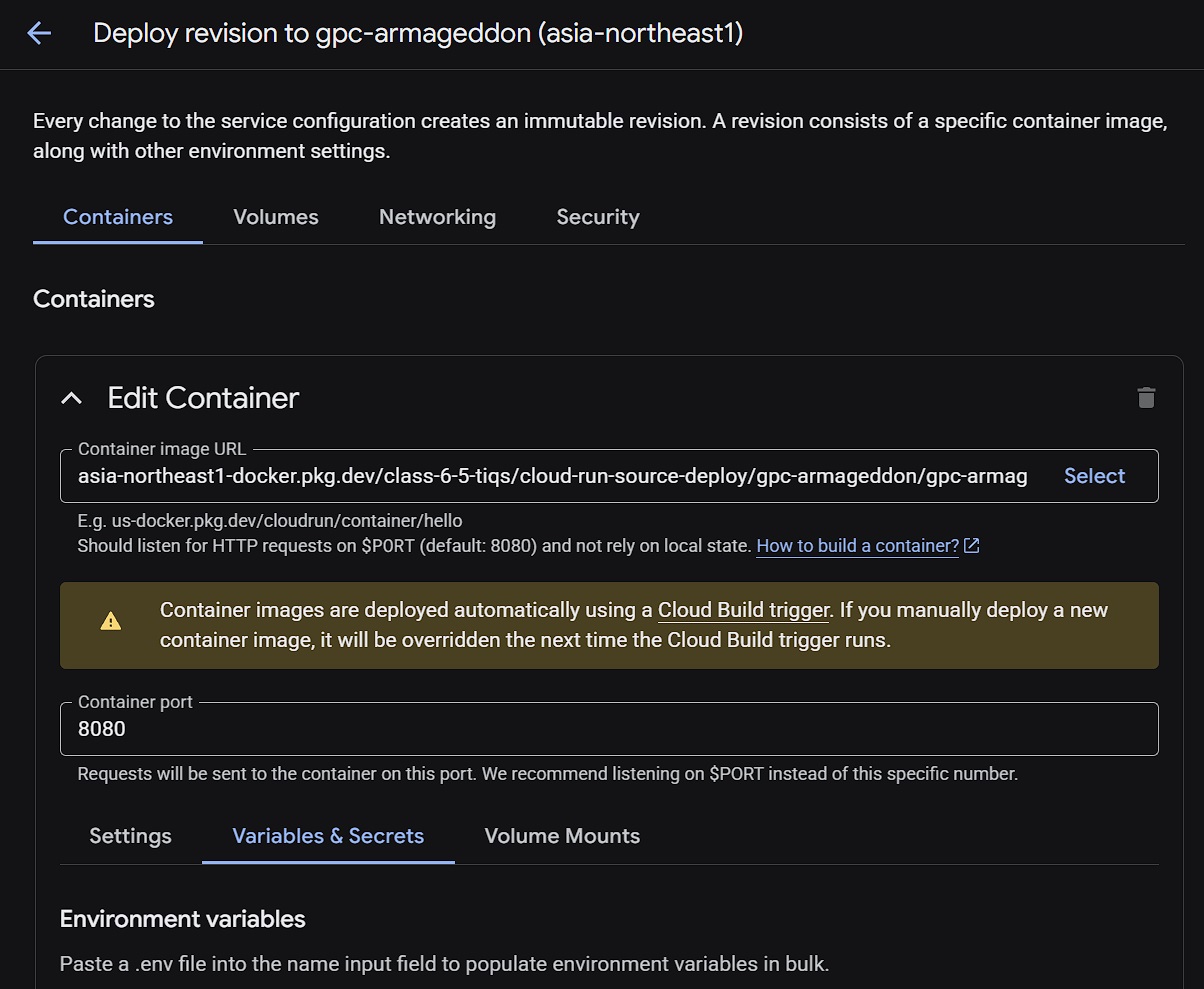 Deploy revision to gpc-armageddon (asia-northeast1)
Every change to the service configuration creates an immutable revision. A revision consists of a specific container image,
along with other environment settings.
Containers
Volumes
Networking
Security
Containers
Edit Container
Container image URL
asia-northeast1-docker.pkg.dev/class-6-5-tiqs/cloud-run-source-deploy/gpc-armageddon/gpc-armag
Select
E.g. us-docker.pkg.dev/cloudrun/container/hello
Should listen for HTTP requests on $PORT (default: 8080) and not rely on local state. How to build a container?
Container images are deployed automatically using a Cloud Build trigger. If you manually deploy a new
container image, it will be overridden the next time the Cloud Build trigger runs.
Container port
8080
Requests will be sent to the container on this port. We recommend listening on $PORT instead of this specific number.
Settings
Variables & Secrets
Volume Mounts
Environment variables
Paste a .env file into the name input field to populate environment variables in bulk.